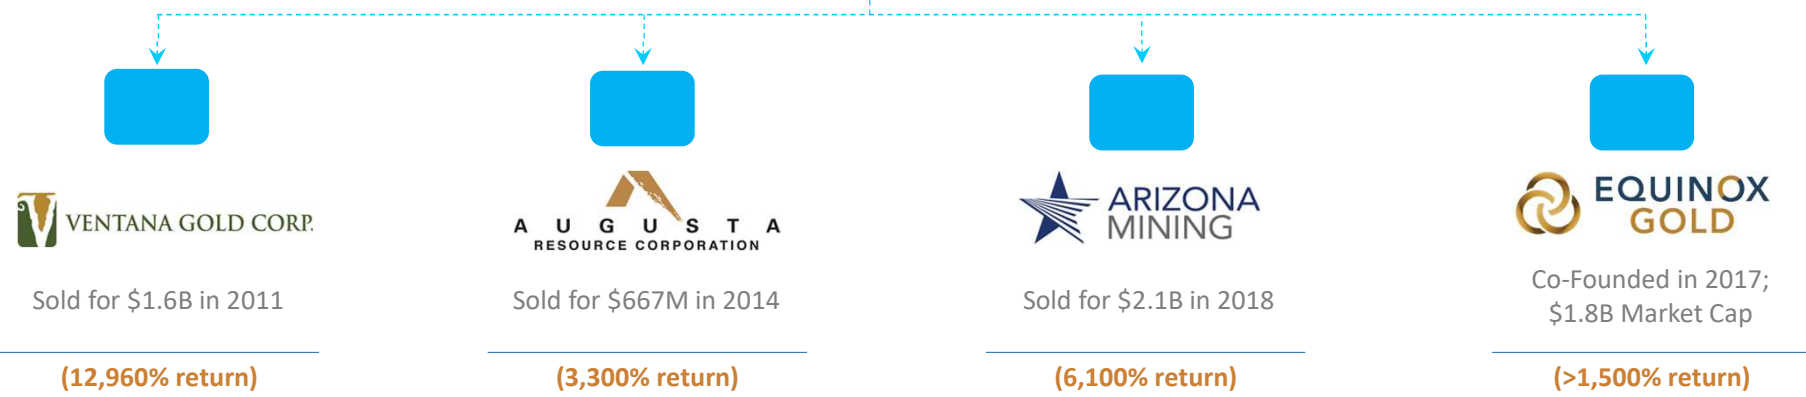 VENTANA GOLD CORP.
Sold for $1.6B in 2011
(12,960% return)
AUGUSTA
RESOURCE CORPORATION
Sold for $667M in 2014
(3,300% return)
ARIZONA
MINING
Sold for $2.1B in 2018
(6,100% return)
EQUINOX
GOLD
Co-Founded in 2017;
$1.8B Market Cap
(>1,500% return)